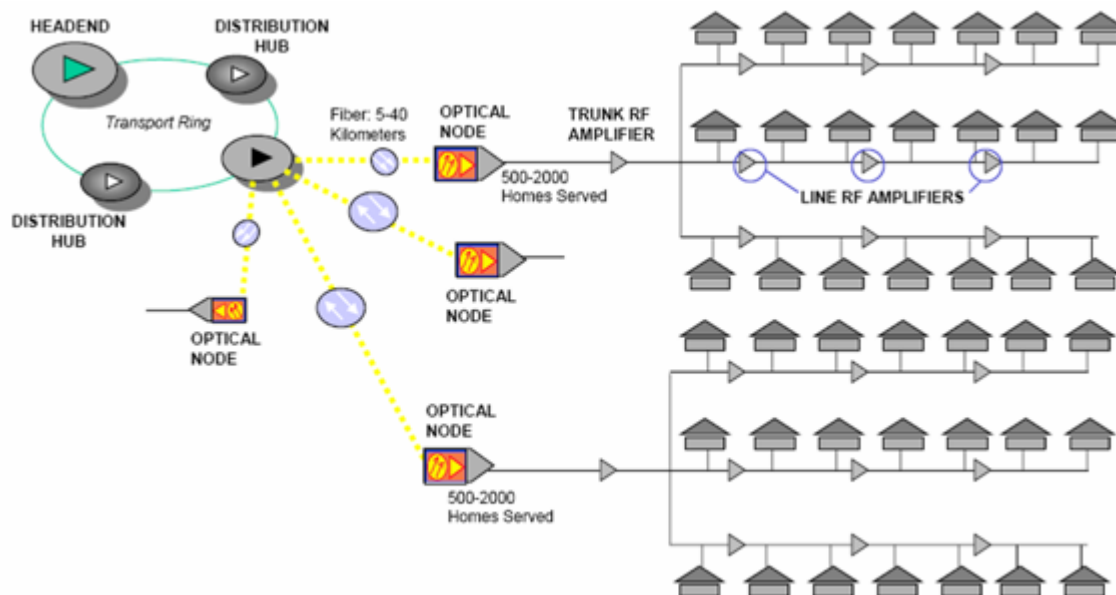 HEADEND
DISTRIBUTION
HUB
Transport Ring
DISTRIBUTION
HUB
Fiber: 5-40
Kilometers
OPTICAL
NODE
500-2000
Homes Served
TRUNK RF
AMPLIFIER
LINE RF AMPLIFIERS
OPTICAL
NODE
OPTICAL
NODE
OPTICAL
NODE
500-2000
Homes Served